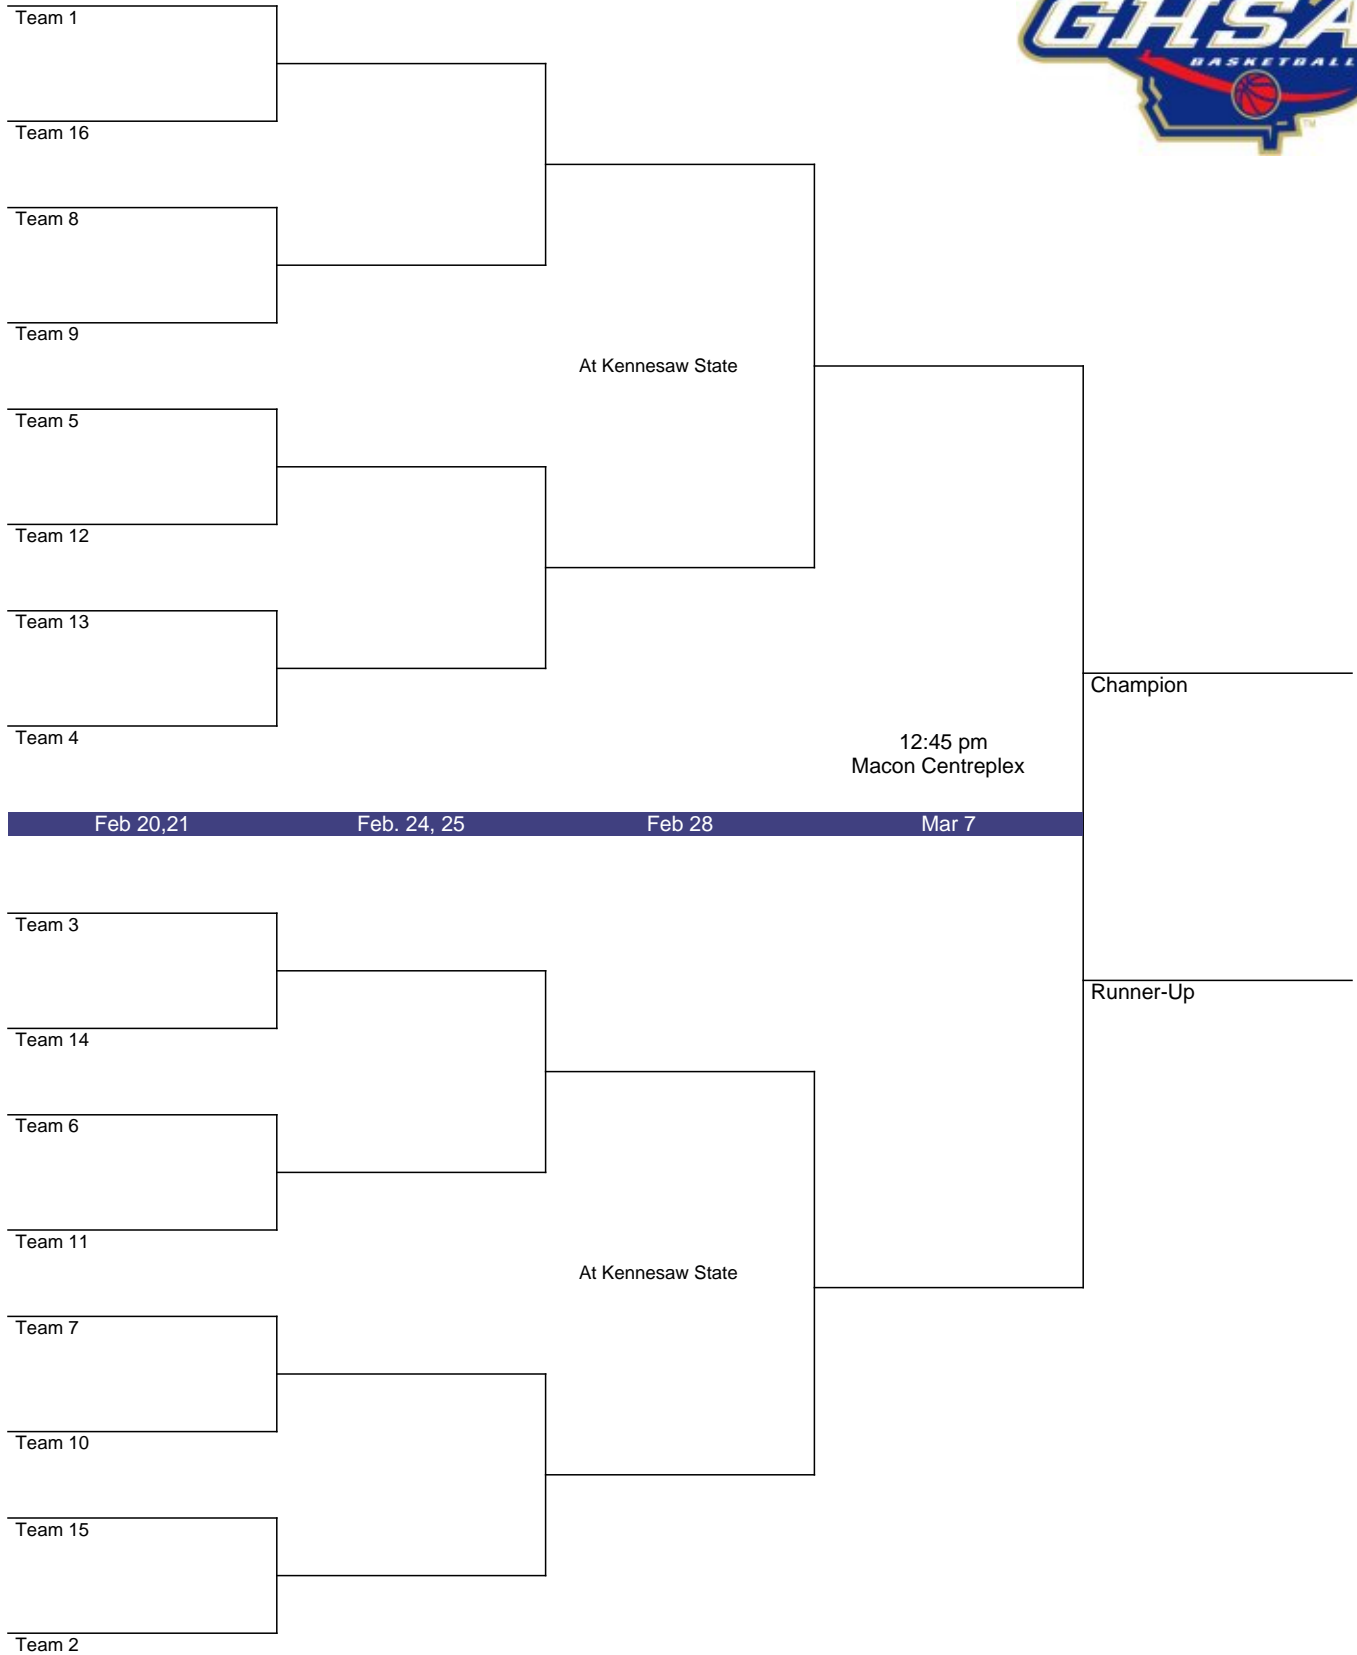 GHSA
BASKETBALL
TM
Team 1
Team 16
Team 8
Team 9
At Kennesaw State
Team 5
Team 12
Team 13
Champion
Team 4
12:45 pm
Macon Centreplex
Feb 20,21 Feb. 24, 25 Feb 28 Mar 7
Team 3
Runner-Up
Team 14
Team 6
Team 11
At Kennesaw State
Team 7
Team 10
Team 15
Team 2